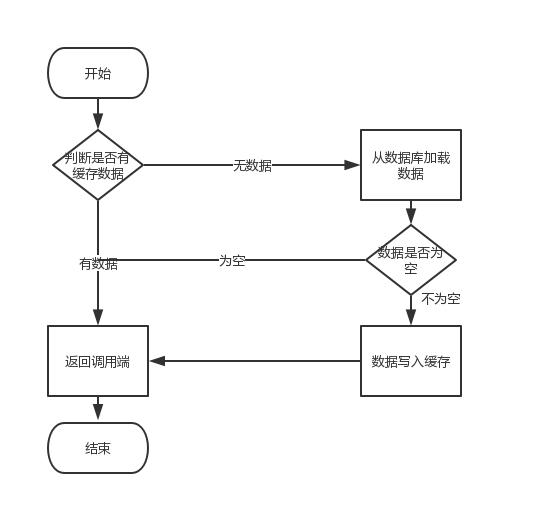 开始
判断是否有
缓存数据
无数据
从数据库加载
数据
有数据
为空
数据是否为
空
不为空
返回调用端
数据写入缓存
结束